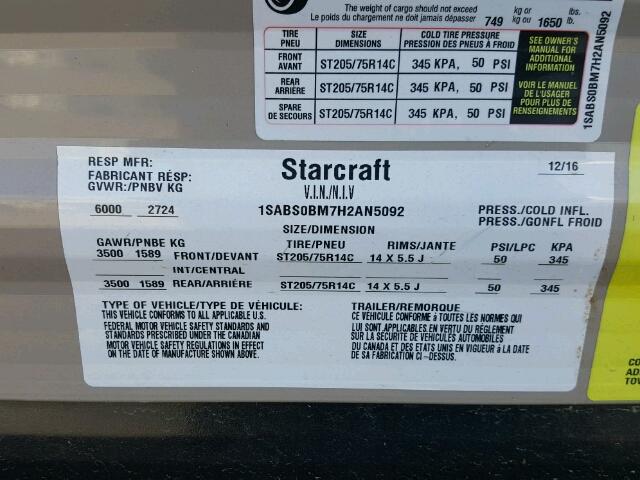 The weight of cargo should not exceed kg or lbs.
Le poids du chargement ne doit jamais dépasser 749 kg ou 1650 lb.
TIRE PNEU SIZE DIMENSIONS COLD TIRE PRESSURE PRESSION DES PNEUS À FROID
FRONT AVANT ST205/75R14C 345 KPA, 50 PSI
REAR ARRIÈRE ST205/75R14C 345 KPA, 50 PSI
SPARE DE SECOURS ST205/75R14C 345 KPA, 50 PSI
SEE OWNER'S
MANUAL FOR
ADDITIONAL
INFORMATION
VOIR LE MANUEL
DE L'USAGER
POUR PLUS DE
RENSEIGNEMENTS
1SABS0BM7H2AN5092
RESP MFR: Starcraft 12/16
FABRICANT RÉSP:
GVWR:/PNBV KG V.I.N./N.I.V
6000 2724 1SABS0BM7H2AN5092 PRESS./COLD INFL.
PRESS./GONFL FROID
SIZE/DIMENSION
GAWR/PNBE KG TIRE/PNEU RIMS/JANTE PSI/LPC KPA
3500 1589 FRONT/DEVANT ST205/75R14C 14 X 5.5 J 50 345
INT/CENTRAL
3500 1589 REAR/ARRIÉRE ST205/75R14C 14 X 5.5 J 50 345
TYPE OF VEHICLE/TYPE DE VÉHICULE: TRAILER/REMORQUE
THIS VEHICLE CONFORMS TO ALL APPLICABLE U.S.
FEDERAL MOTOR VEHICLE SAFETY STANDARDS AND
STANDARDS PRESCRIBED UNDER THE CANADIAN
MOTOR VEHICLE SAFETY REGULATIONS IN EFFECT
ON THE DATE OF MANUFACTURE SHOWN ABOVE.
CE VÉHICULE CONFORME À TOUTES LES NORMES QUI
LUI SONT APPLICABLES EN VERTU DU RÉGLEMENT
SUR LA SÉCURITE DE VÉHICULES AUTOMOBILES
DU CANADA ET DES ETATS UNIS EN VIGUEUR à LA DATE
DE SA FABRICATION CI-DESSUS.